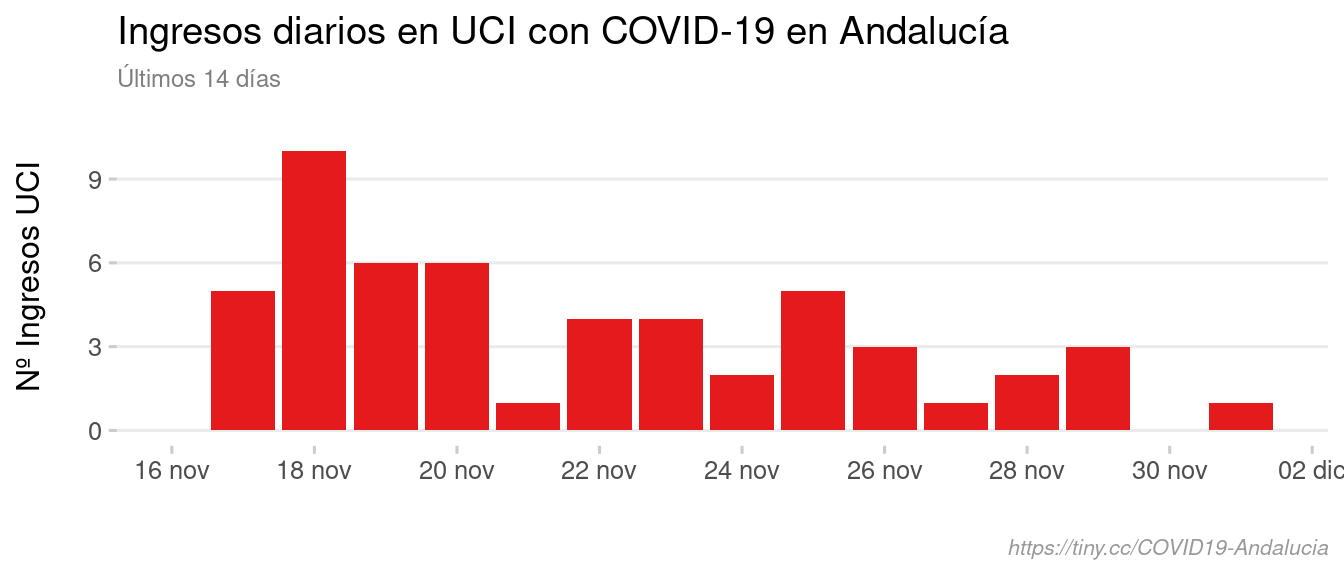 Ingresos diarios en UCI con COVID-19 en Andalucía
Últimos 14 días
Nº Ingresos UCI
9
6
3
0
16 nov 18 nov 20 nov 22 nov 24 nov 26 nov 28 nov 30 nov 02 dic
https://tiny.cc/COVID19-Andalucia